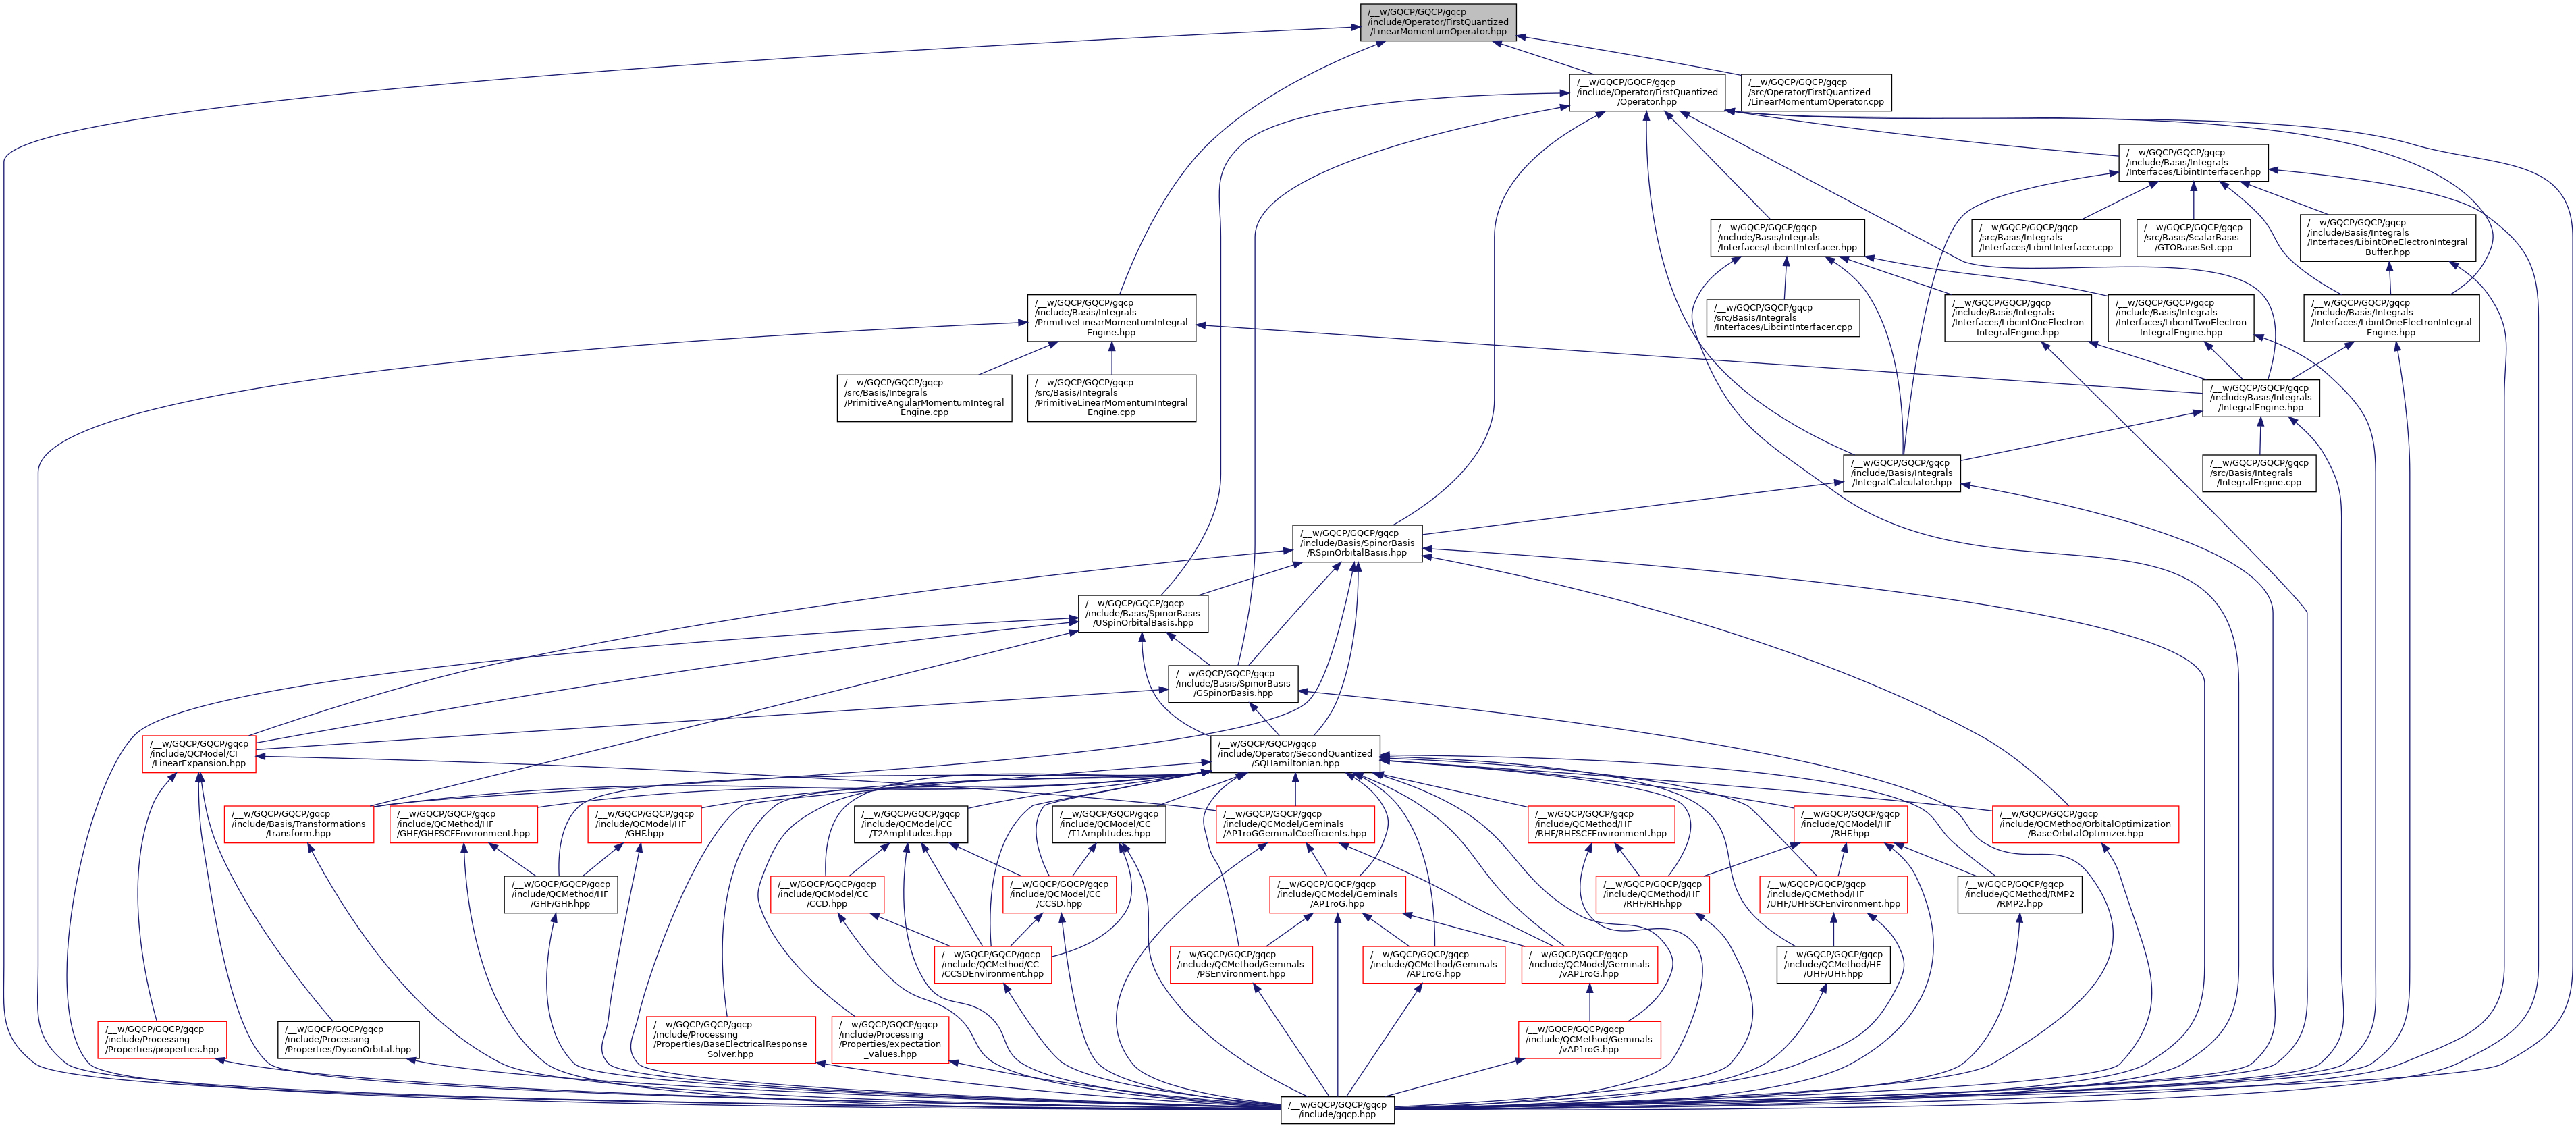 /__w/GQCP/GQCP/gqcp
/include/Operator/FirstQuantized
/LinearMomentumOperator.hpp
/__w/GQCP/GQCP/gqcp
/include/Operator/FirstQuantized
/Operator.hpp
/__w/GQCP/GQCP/gqcp
/src/Operator/FirstQuantized
/LinearMomentumOperator.cpp
/__w/GQCP/GQCP/gqcp
/include/Basis/Integrals
/Interfaces/LibintInterfacer.hpp
/__w/GQCP/GQCP/gqcp
/include/Basis/Integrals
/Interfaces/LibcintInterfacer.hpp
/__w/GQCP/GQCP/gqcp
/src/Basis/Integrals
/Interfaces/LibintInterfacer.cpp
/__w/GQCP/GQCP/gqcp
/src/Basis/ScalarBasis
/GTOBasisSet.cpp
/__w/GQCP/GQCP/gqcp
/include/Basis/Integrals
/Interfaces/LibintOneElectronIntegral
Buffer.hpp
/__w/GQCP/GQCP/gqcp
/include/Basis/Integrals
/PrimitiveLinearMomentumIntegral
Engine.hpp
/__w/GQCP/GQCP/gqcp
/src/Basis/Integrals
/Interfaces/LibcintInterfacer.cpp
/__w/GQCP/GQCP/gqcp
/include/Basis/Integrals
/Interfaces/LibcintOneElectron
IntegralEngine.hpp
/__w/GQCP/GQCP/gqcp
/include/Basis/Integrals
/Interfaces/LibcintTwoElectron
IntegralEngine.hpp
/__w/GQCP/GQCP/gqcp
/include/Basis/Integrals
/Interfaces/LibintOneElectronIntegral
Engine.hpp
/__w/GQCP/GQCP/gqcp
/src/Basis/Integrals
/PrimitiveAngularMomentumIntegral
Engine.cpp
/__w/GQCP/GQCP/gqcp
/src/Basis/Integrals
/PrimitiveLinearMomentumIntegral
Engine.cpp
/__w/GQCP/GQCP/gqcp
/include/Basis/Integrals
/IntegralEngine.hpp
/__w/GQCP/GQCP/gqcp
/include/Basis/Integrals
/IntegralCalculator.hpp
/__w/GQCP/GQCP/gqcp
/src/Basis/Integrals
/IntegralEngine.cpp
/__w/GQCP/GQCP/gqcp
/include/Basis/SpinorBasis
/RSpinOrbitalBasis.hpp
/__w/GQCP/GQCP/gqcp
/include/Basis/SpinorBasis
/USpinOrbitalBasis.hpp
/__w/GQCP/GQCP/gqcp
/include/Basis/SpinorBasis
/GSpinorBasis.hpp
/__w/GQCP/GQCP/gqcp
/include/QCModel/CI
/LinearExpansion.hpp
/__w/GQCP/GQCP/gqcp
/include/Operator/SecondQuantized
/SQHamiltonian.hpp
/__w/GQCP/GQCP/gqcp
/include/Basis/Transformations
/transform.hpp
/__w/GQCP/GQCP/gqcp
/include/QCMethod/HF
/GHF/GHFSCFEnvironment.hpp
/__w/GQCP/GQCP/gqcp
/include/QCModel/HF
/GHF.hpp
/__w/GQCP/GQCP/gqcp
/include/QCModel/CC
/T2Amplitudes.hpp
/__w/GQCP/GQCP/gqcp
/include/QCModel/CC
/T1Amplitudes.hpp
/__w/GQCP/GQCP/gqcp
/include/QCModel/Geminals
/AP1roGGeminalCoefficients.hpp
/__w/GQCP/GQCP/gqcp
/include/QCMethod/HF
/RHF/RHFSCFEnvironment.hpp
/__w/GQCP/GQCP/gqcp
/include/QCModel/HF
/RHF.hpp
/__w/GQCP/GQCP/gqcp
/include/QCMethod/OrbitalOptimization
/BaseOrbitalOptimizer.hpp
/__w/GQCP/GQCP/gqcp
/include/QCMethod/HF
/GHF/GHF.hpp
/__w/GQCP/GQCP/gqcp
/include/QCModel/CC
/CCD.hpp
/__w/GQCP/GQCP/gqcp
/include/QCModel/CC
/CCSD.hpp
/__w/GQCP/GQCP/gqcp
/include/QCModel/Geminals
/AP1roG.hpp
/__w/GQCP/GQCP/gqcp
/include/QCMethod/HF
/RHF/RHF.hpp
/__w/GQCP/GQCP/gqcp
/include/QCMethod/HF
/UHF/UHFSCFEnvironment.hpp
/__w/GQCP/GQCP/gqcp
/include/QCMethod/RMP2
/RMP2.hpp
/__w/GQCP/GQCP/gqcp
/include/QCMethod/CC
/CCSDEnvironment.hpp
/__w/GQCP/GQCP/gqcp
/include/QCMethod/Geminals
/PSEnvironment.hpp
/__w/GQCP/GQCP/gqcp
/include/QCMethod/Geminals
/AP1roG.hpp
/__w/GQCP/GQCP/gqcp
/include/QCModel/Geminals
/vAP1roG.hpp
/__w/GQCP/GQCP/gqcp
/include/QCMethod/HF
/UHF/UHF.hpp
/__w/GQCP/GQCP/gqcp
/include/Processing
/Properties/properties.hpp
/__w/GQCP/GQCP/gqcp
/include/Processing
/Properties/DysonOrbital.hpp
/__w/GQCP/GQCP/gqcp
/include/Processing
/Properties/BaseElectricalResponse
Solver.hpp
/__w/GQCP/GQCP/gqcp
/include/Processing
/Properties/expectation
_values.hpp
/__w/GQCP/GQCP/gqcp
/include/QCMethod/Geminals
/vAP1roG.hpp
/__w/GQCP/GQCP/gqcp
/include/gqcp.hpp